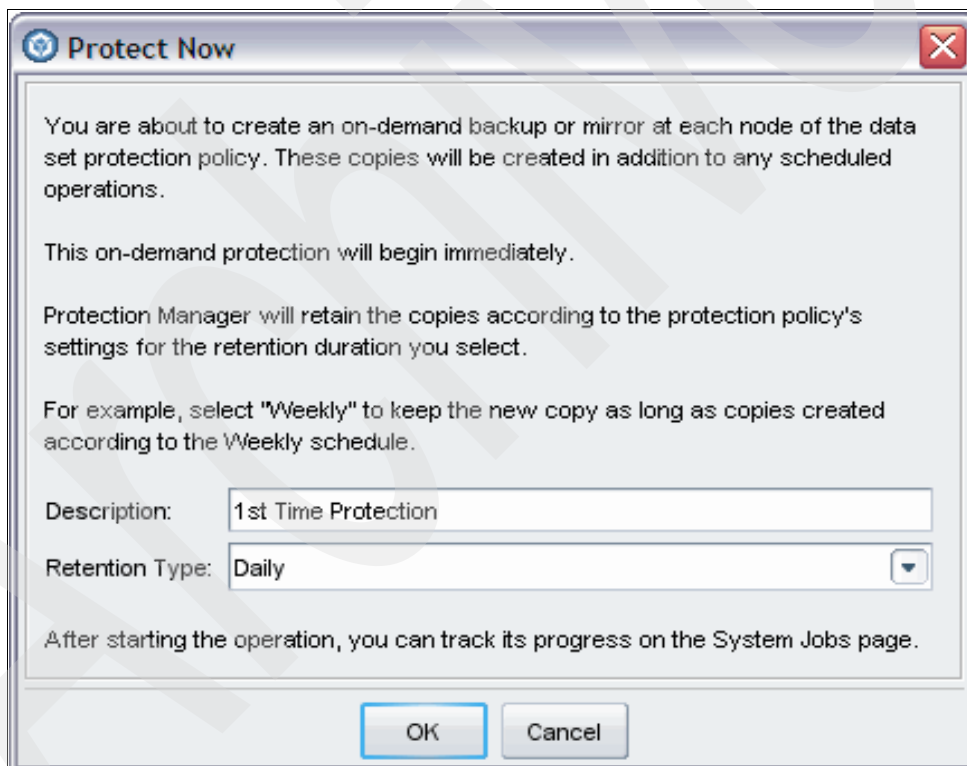 Protect Now
You are about to create an on-demand backup or mirror at each node of the data
set protection policy. These copies will be created in addition to any scheduled
operations.
This on-demand protection will begin immediately.
Protection Manager will retain the copies according to the protection policy's
settings for the retention duration you select.
For example, select "Weekly" to keep the new copy as long as copies created
according to the Weekly schedule.
Description: 1st Time Protection
Retention Type: Daily
After starting the operation, you can track its progress on the System Jobs page.
OK Cancel